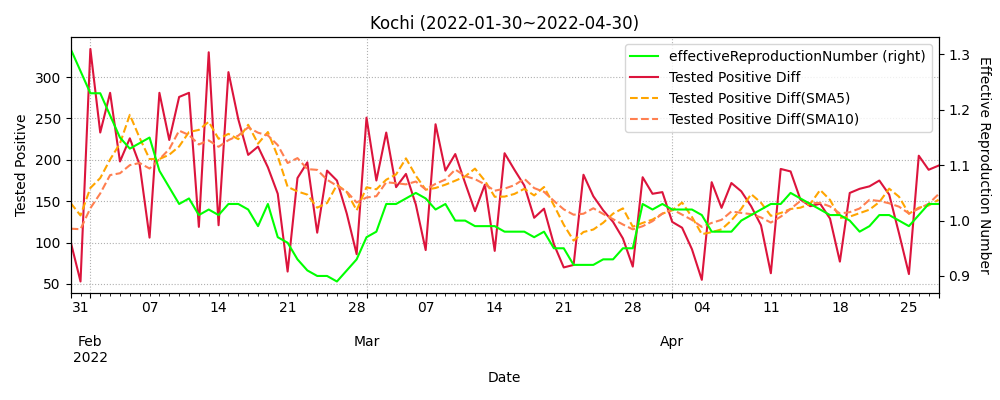 Kochi (2022-01-30~2022-04-30)
effectiveReproductionNumber (right)
Tested Positive Diff
Tested Positive Diff(SMA5)
Tested Positive Diff(SMA10)
Tested Positive
300
250
200
150
100
50
1.3
1.2
1.1
1.0
0.9
Effective Reproduction Number
31 07 14 21 28 07 14 21 28 04 11 18 25
Feb Mar Apr
2022
Date